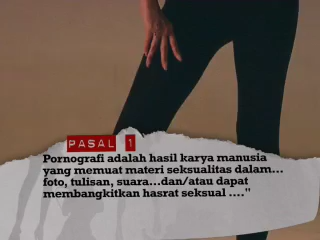 PASAL 1
Pornografi adalah hasil karya manusia
yang memuat materi seksualitas dalam...
foto, tulisan, suara...dan/atau dapat
membangkitkan hasrat seksual ...."